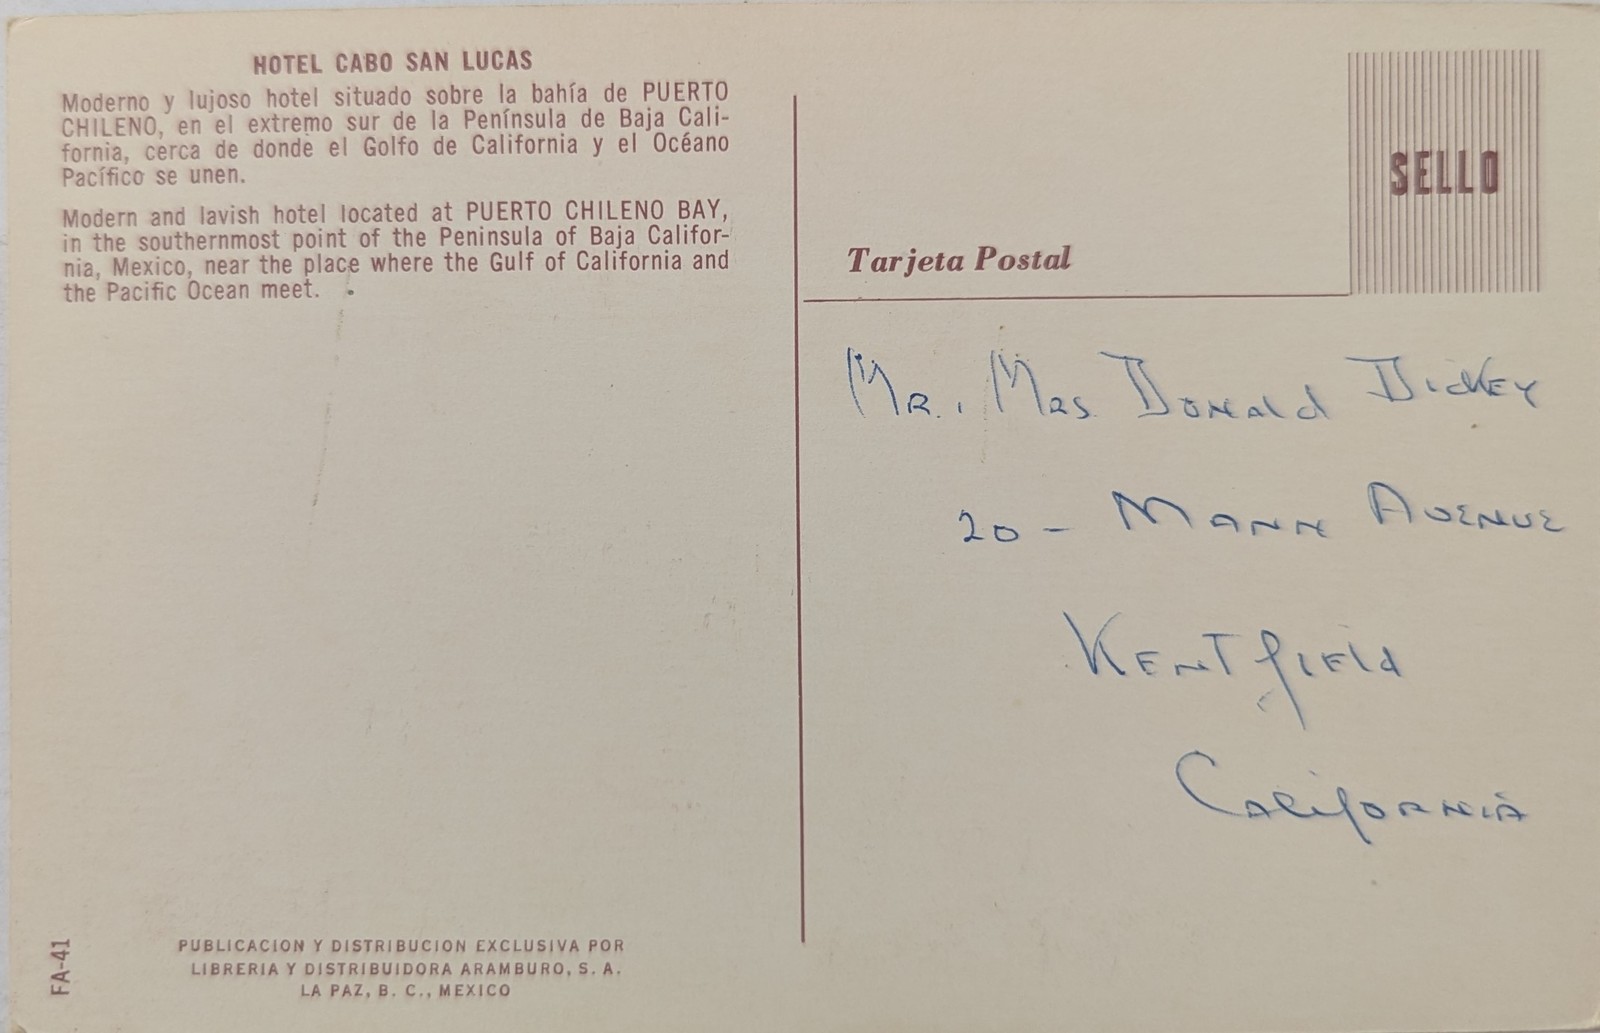 HOTEL CABO SAN LUCAS
Moderno y lujoso hotel situado sobre la bahía de PUERTO
CHILENO, en el extremo sur de la Península de Baja Cali-
fornia, cerca de donde el Golfo de California y el Océano
Pacífico se unen.
Modern and lavish hotel located at PUERTO CHILENO BAY,
in the southernmost point of the Peninsula of Baja Califor-
nia, Mexico, near the place where the Gulf of California and
the Pacific Ocean meet.
FA-41
PUBLICACION Y DISTRIBUCION EXCLUSIVA POR
LIBRERIA Y DISTRIBUIDORA ARAMBURO, S. A.
LA PAZ, B. C., MEXICO
SELLO
Tarjeta Postal
Mr. Mrs. Donald Dickey
20 - Mann Avenue
Kentfield
California